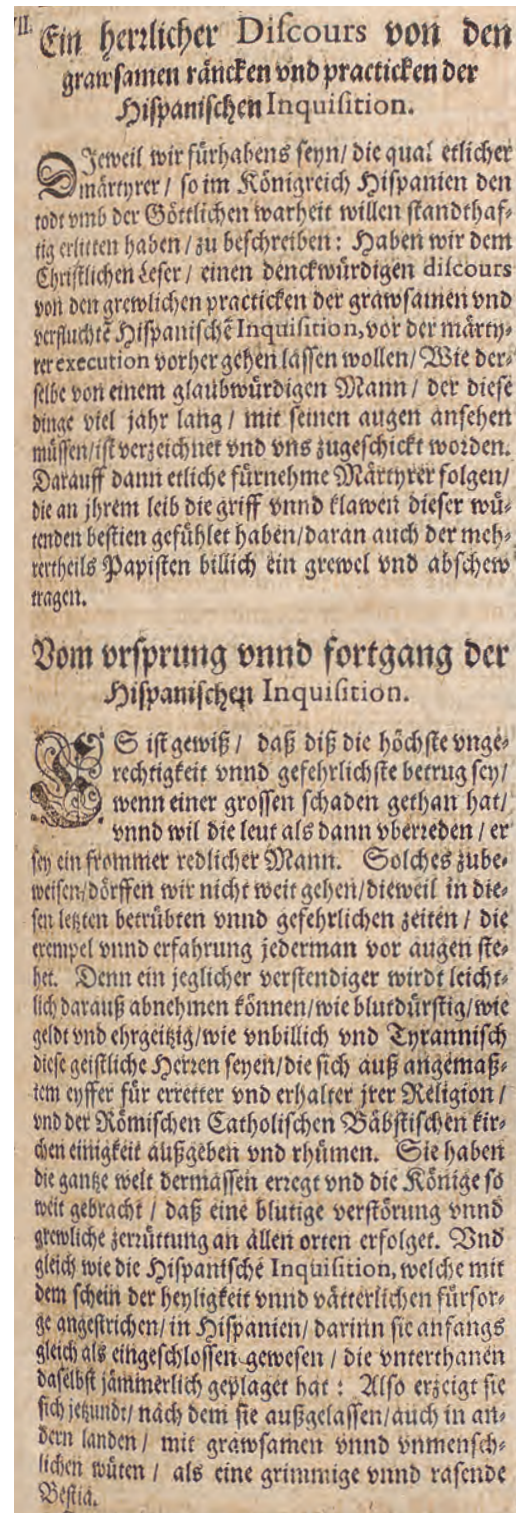 VII. Ein herrlicher Discours von den
grawsamen räncken vnd practicken der
Hispanischen Inquisition.
DJeweil wir fürhabens seyn/ die qual etlicher
märtyrer/ so im Königreich Hispanien den
todt vmb der Göttlichen warheit willen standthaf-
tig erlitten haben/ zu beschreiben: Haben wir dem
Christlichen Leser/ einen denckwürdigen discours
von den grewlichen practicken der grawsamen vnd
verfluchtẽ Hispanischẽ Inquisition, vor der märty-
rer execution vorher gehen lassen wollen/ Wie der-
selbe von einem glaubwürdigen Mann/ der diese
dinge viel jahr lang/ mit seinen augen ansehen
müssen/ ist verzeichnet vnd vns zugeschickt worden.
Darauff dann etliche fürnehme Märtyrer folgen/
die an jhrem leib die griff vnnd klawen dieser wü-
tenden bestien gefühlet haben/ daran auch der meh-
rertheils Papisten billich ein grewel vnd abschew
tragen.
Vom vrsprung vnnd fortgang der
Hispanischen Inquisition.
ES ist gewiß/ daß diß die höchste vnge-
rechtigkeit vnnd gefehrlichste betrug sey/
wenn einer grossen schaden gethan hat/
vnnd wil die leut als dann vberreden/ er
sey ein frommer redlicher Mann. Solches zube-
weisen/ dörffen wir nicht weit gehen/ dieweil in die-
sen letzten betrübten vnnd gefehrlichen zeiten/ die
exempel vnnd erfahrung jederman vor augen ste-
het. Denn ein jeglicher verstendiger wirdt leicht-
lich darauß abnehmen können/ wie blutdürstig/ wie
geldt vnd ehrgeitzig/ wie vnbillich vnd Tyrannisch
diese geistliche Herren seyen/ die sich auß angemaß-
tem eyffer für erretter vnd erhalter jrer Religion/
vnd der Römischen Catholischen Bäbstischen kir-
chen einigkeit außgeben vnd rhümen. Sie haben
die gantze welt dermassen erregt vnd die Könige so
weit gebracht/ daß eine blutige verstörung vnnd
grewliche zerrüttung an allen orten erfolget. Vnd
gleich wie die Hispanische Inquisition, welche mit
dem schein der heyligkeit vnnd vätterlichen fürsor-
ge angestrichen/ in Hispanien/ darinn sie anfangs
gleich als eingeschlossen gewesen/ die vnterthanen
daselbst jämmerlich geplaget hat: Also erzeigt sie
sich jetzundt/ nach dem sie außgelassen/ auch in an-
dern landen/ mit grawsamen vnnd vnmensch-
lichen wüten/ als eine grimmige vnnd rasende
Bestia.